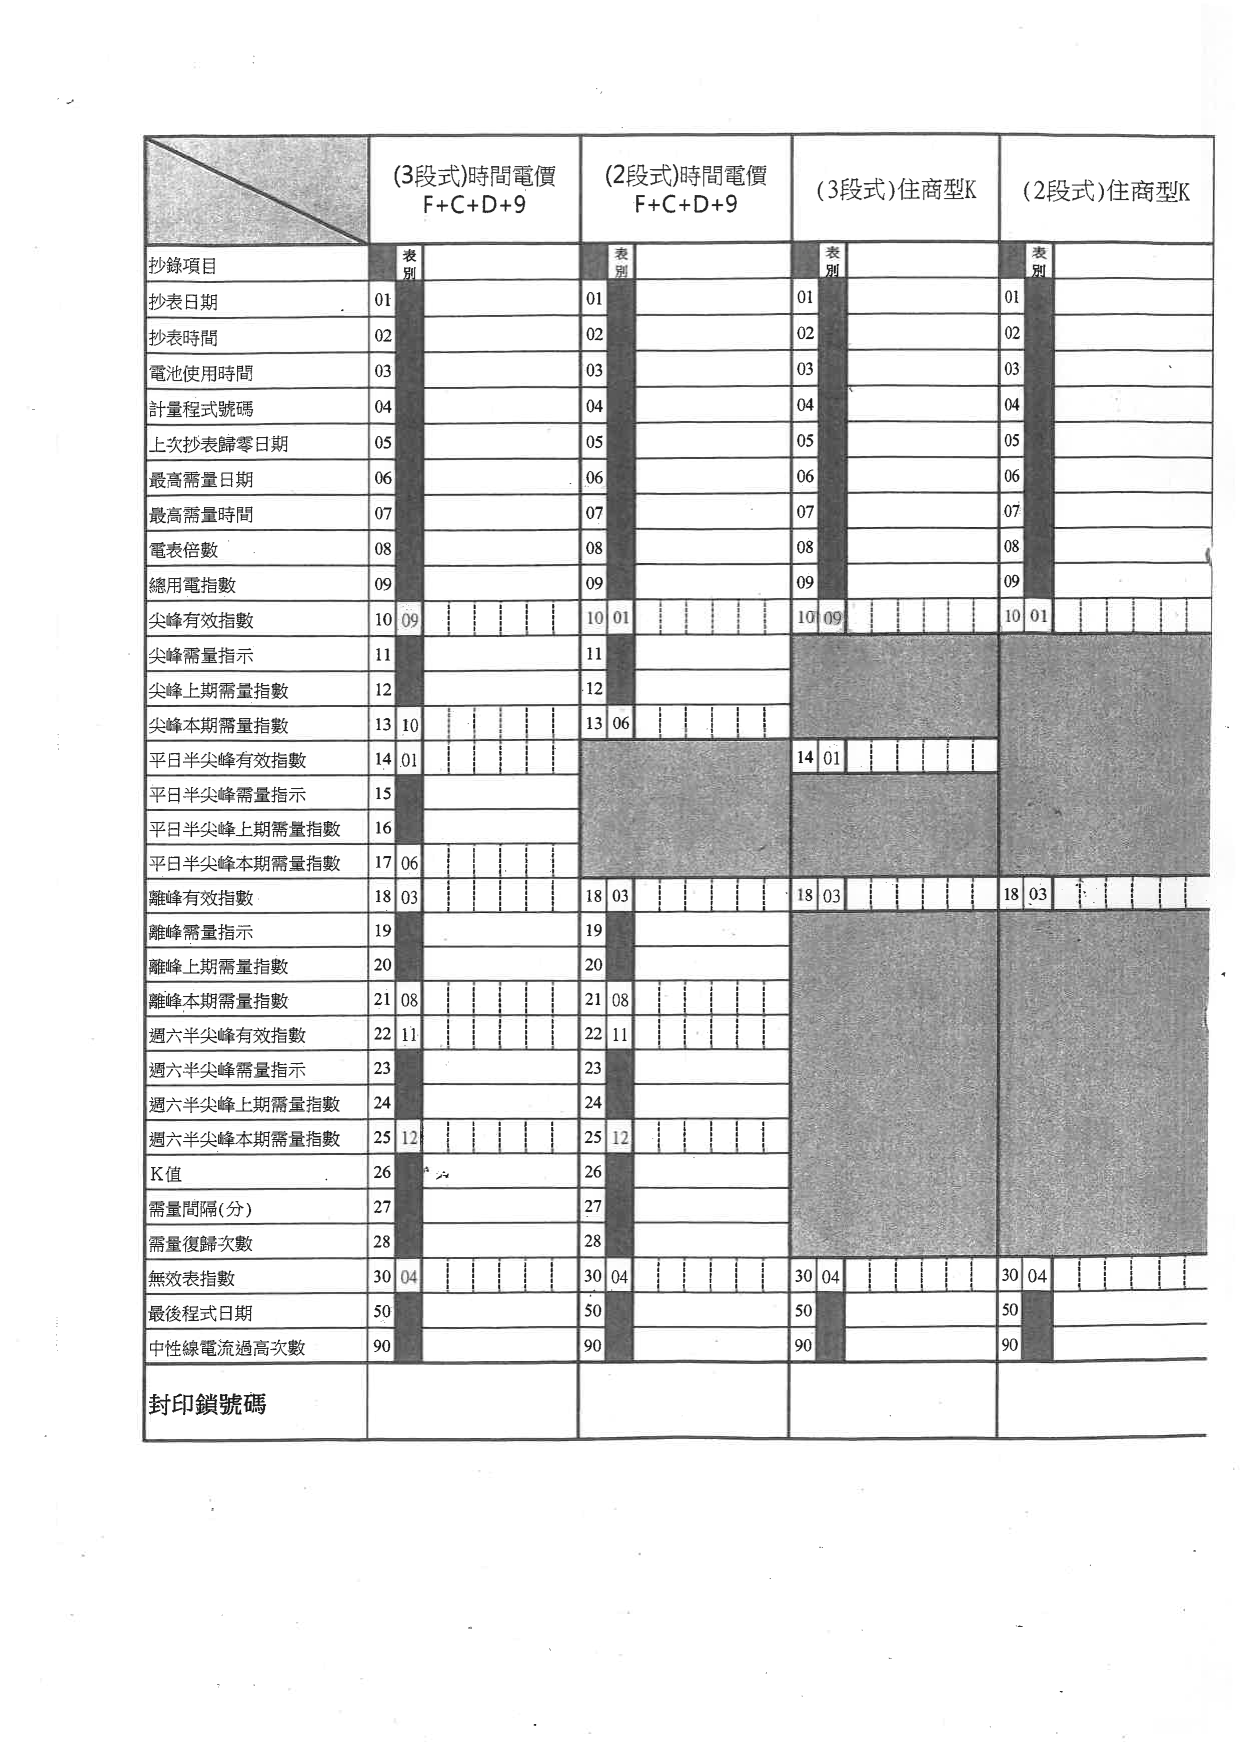 (3段式)時間電價 (2段式)時間電價 (3段式)住商型K (2段式)住商型K
F+C+D+9 F+C+D+9
抄錄項目 表別 表別 表別 表別
抄表日期 01 01 01 01
抄表時間 02 02 02 02
電池使用時間 03 03 03 03
計量程式號碼 04 04 04 04
上次抄表歸零日期 05 05 05 05
最高需量日期 06 06 06 06
最高需量時間 07 07 07 07
電表倍數 08 08 08 08
總用電指數 09 09 09 09
尖峰有效指數 10 09 10 01 10 09 10 01
尖峰需量指示 11 11
尖峰上期需量指數 12 12
尖峰本期需量指數 13 10 13 06
平日半尖峰有效指數 14 01 14 01
平日半尖峰需量指示 15
平日半尖峰上期需量指數 16
平日半尖峰本期需量指數 17 06
離峰有效指數 18 03 18 03 18 03 18 03
離峰需量指示 19 19
離峰上期需量指數 20 20
離峰本期需量指數 21 08 21 08
週六半尖峰有效指數 22 11 22 11
週六半尖峰需量指示 23 23
週六半尖峰上期需量指數 24 24
週六半尖峰本期需量指數 25 12 25 12
K值 26 26
需量間隔(分) 27 27
需量復歸次數 28 28
無效表指數 30 04 30 04 30 04 30 04
最後程式日期 50 50 50 50
中性線電流過高次數 90 90 90 90
封印鎖號碼